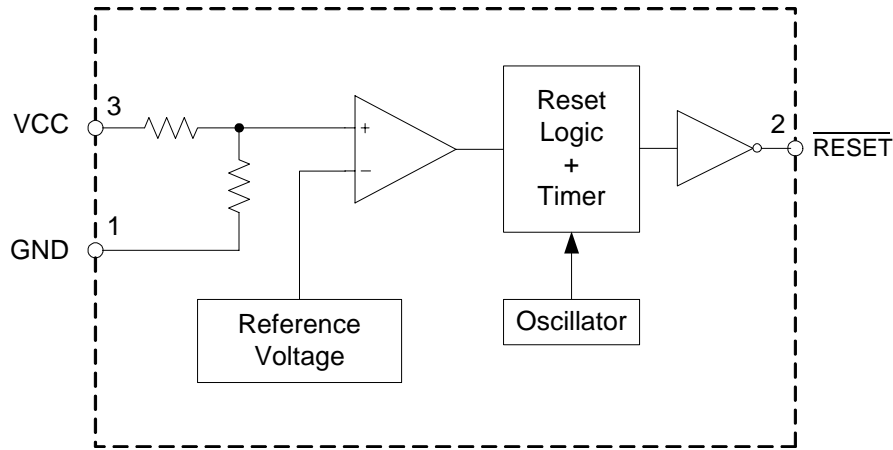 VCC
3
GND
1
+
−
Reference
Voltage
Reset
Logic
+
Timer
Oscillator
2
RESET